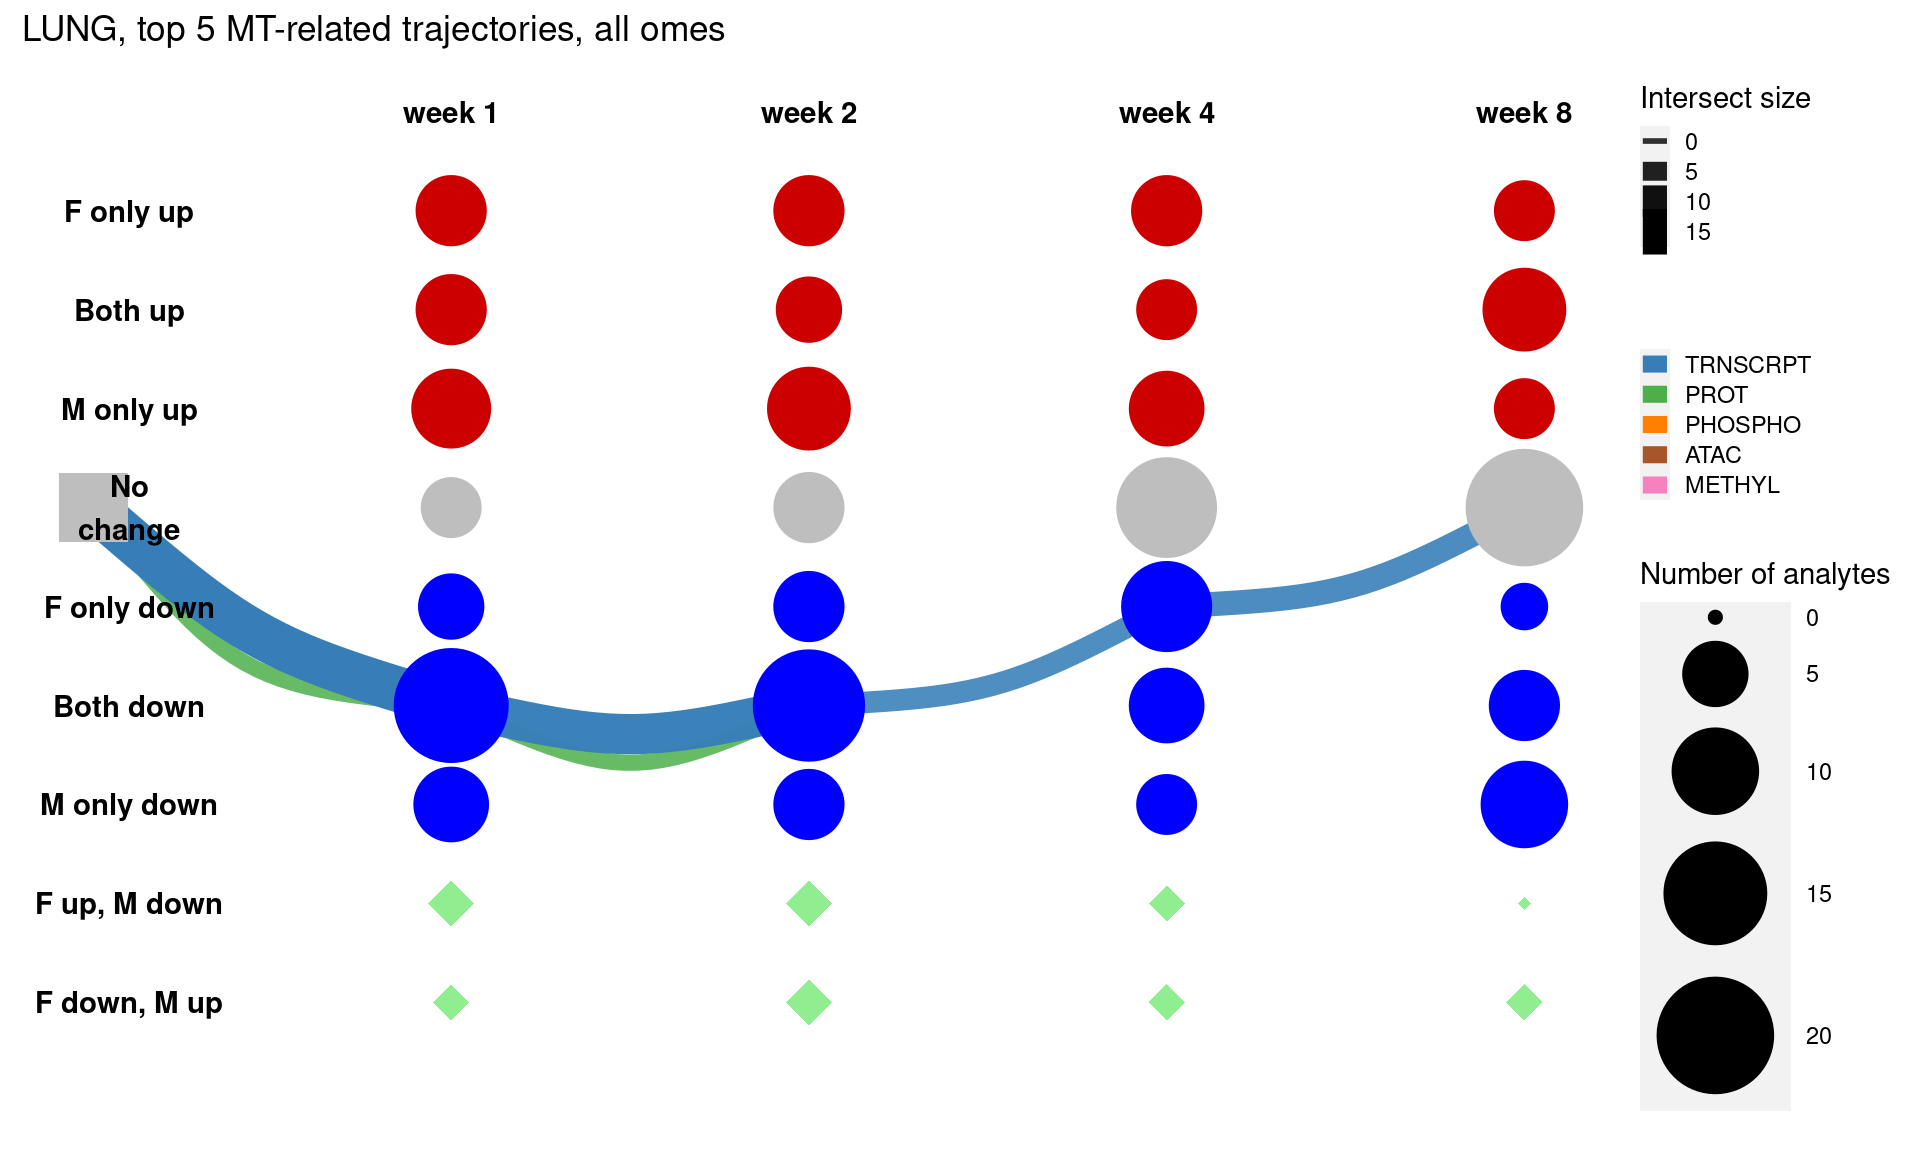 LUNG, top 5 MT-related trajectories, all omes
week 1
week 2
week 4
week 8
F only up
Both up
M only up
No
change
F only down
Both down
M only down
F up, M down
F down, M up
Intersect size
0
5
10
15
TRNSCRPT
PROT
PHOSPHO
ATAC
METHYL
Number of analytes
0
5
10
15
20